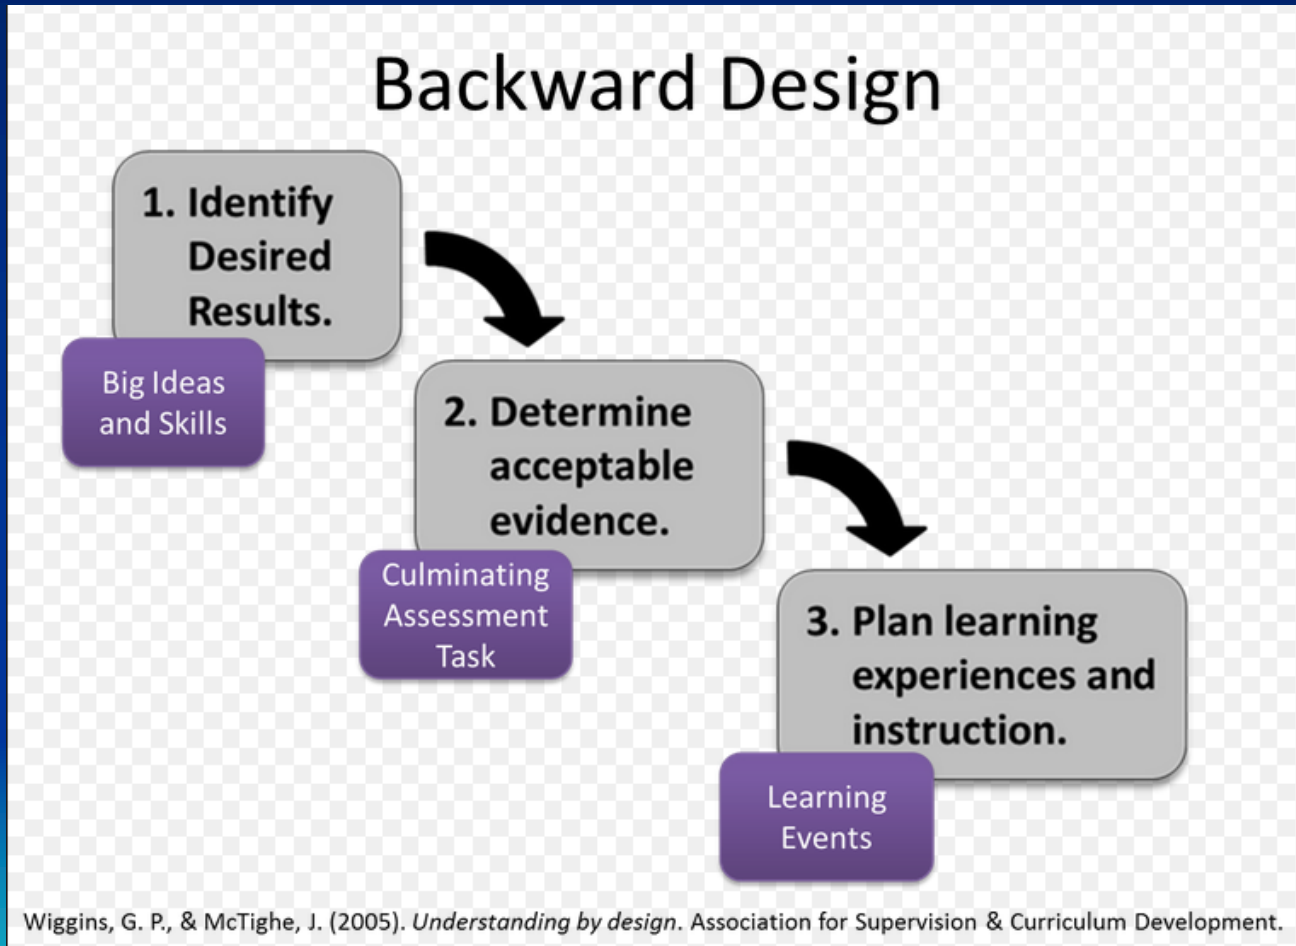 Backward Design
1. Identify
Desired
Results.
Big Ideas
and Skills
2. Determine
acceptable
evidence.
Culminating
Assessment
Task
3. Plan learning
experiences and
instruction.
Learning
Events
Wiggins, G. P., & McTighe, J. (2005). Understanding by design. Association for Supervision & Curriculum Development.